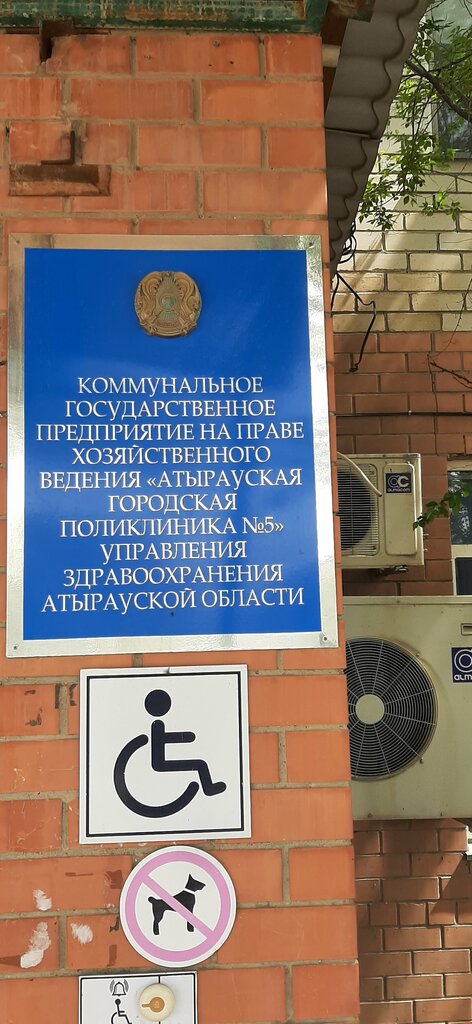 КОММУНАЛЬНОЕ
ГОСУДАРСТВЕННОЕ
ПРЕДПРИЯТИЕ НА ПРАВЕ
ХОЗЯЙСТВЕННОГО
ВЕДЕНИЯ «АТЫРАУСКАЯ
ГОРОДСКАЯ
ПОЛИКЛИНИКА №5»
УПРАВЛЕНИЯ
ЗДРАВООХРАНЕНИЯ
АТЫРАУСКОЙ ОБЛАСТИ